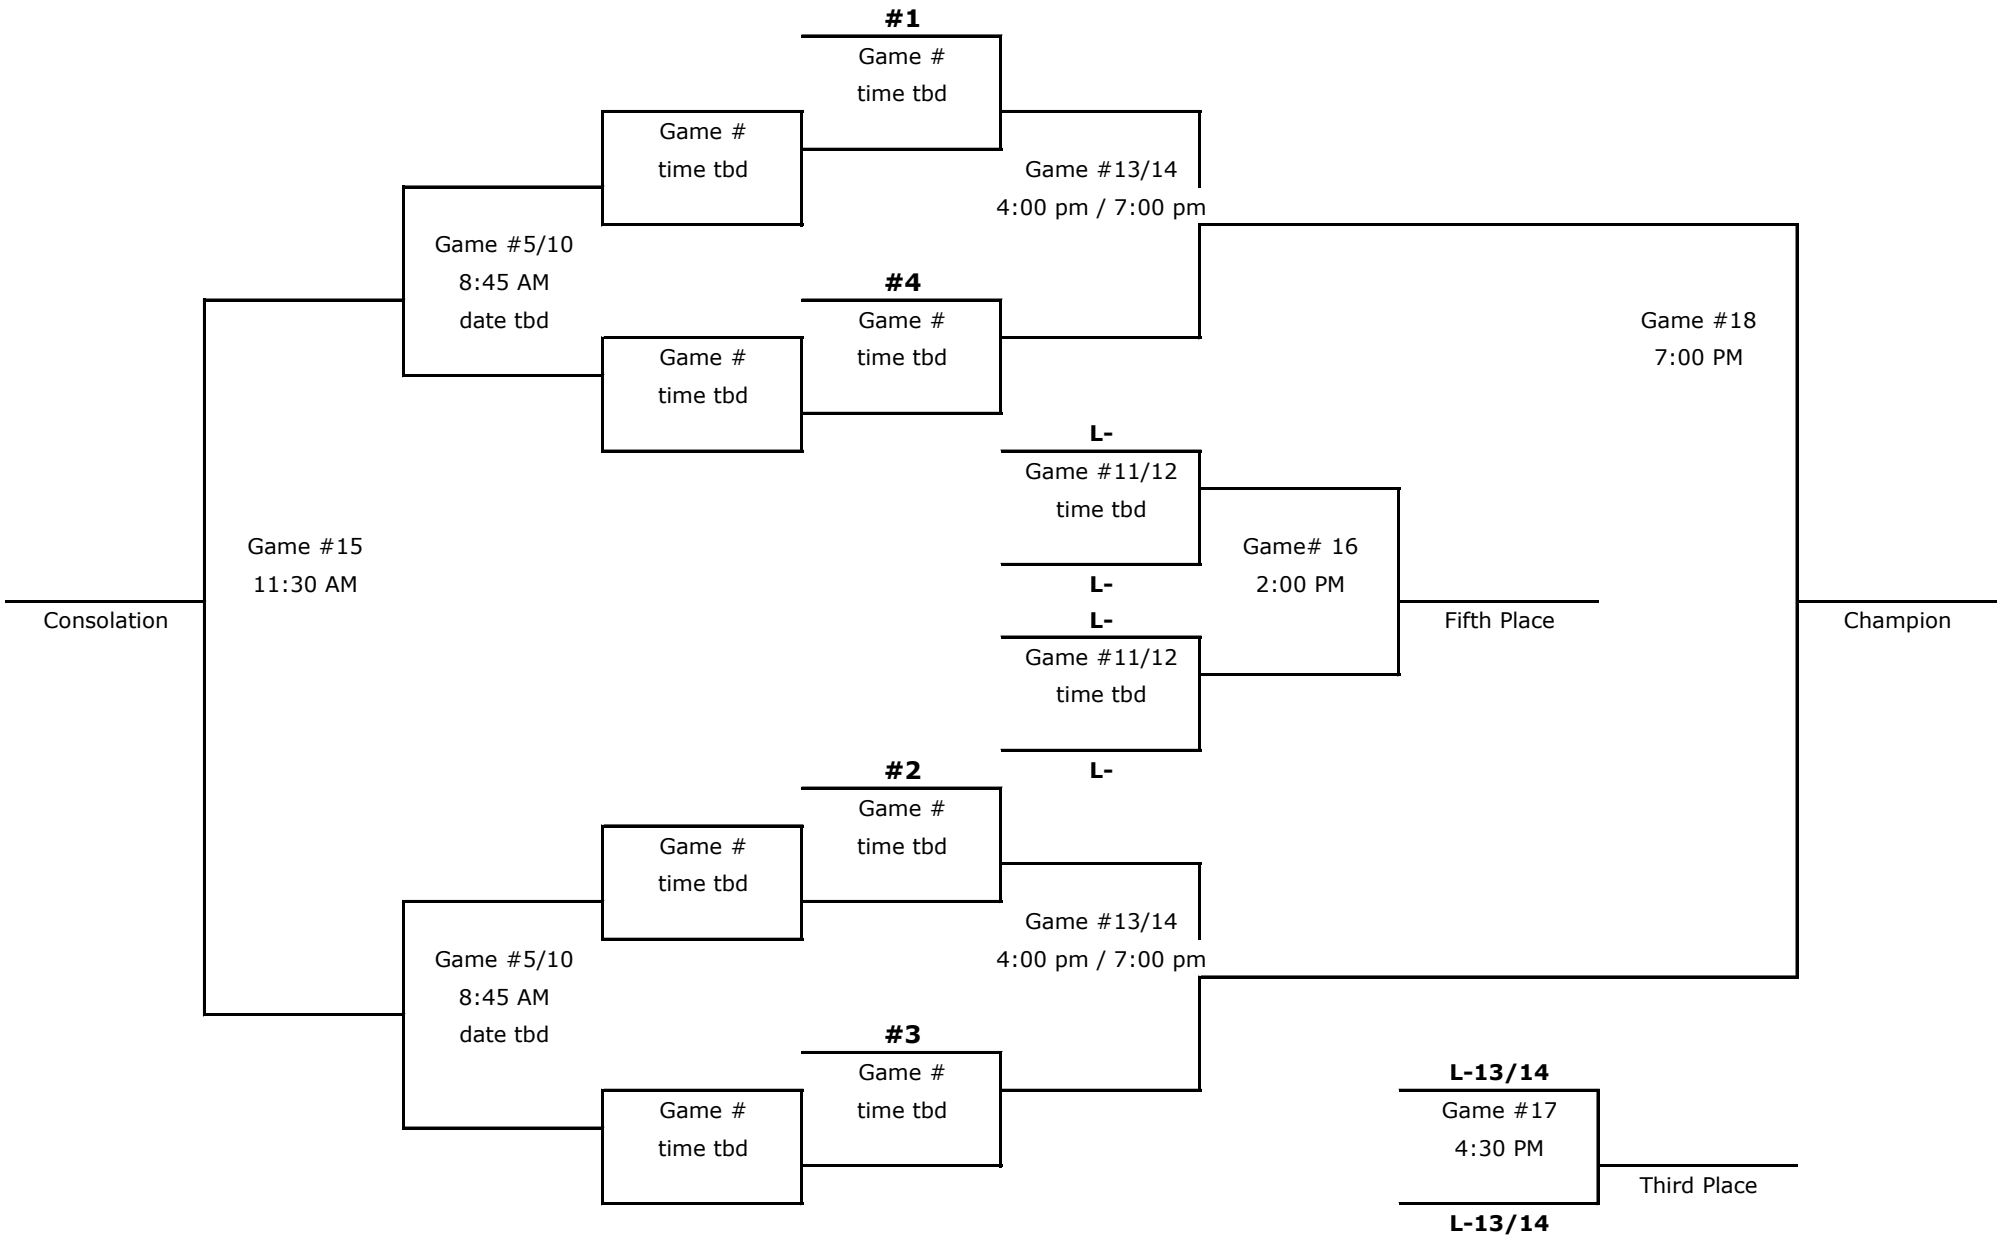 #1
Game #
time tbd
Game #
time tbd
Game #13/14
4:00 pm / 7:00 pm
Game #5/10
8:45 AM
date tbd
#4
Game #
time tbd
Game #
time tbd
Game #18
7:00 PM
L-
Game #11/12
time tbd
L-
Game #15
11:30 AM
Game# 16
2:00 PM
Consolation
L-
Game #11/12
time tbd
L-
Fifth Place
Champion
#2
Game #
time tbd
Game #
time tbd
Game #13/14
4:00 pm / 7:00 pm
Game #5/10
8:45 AM
date tbd
#3
Game #
time tbd
Game #
time tbd
L-13/14
Game #17
4:30 PM
Third Place
L-13/14